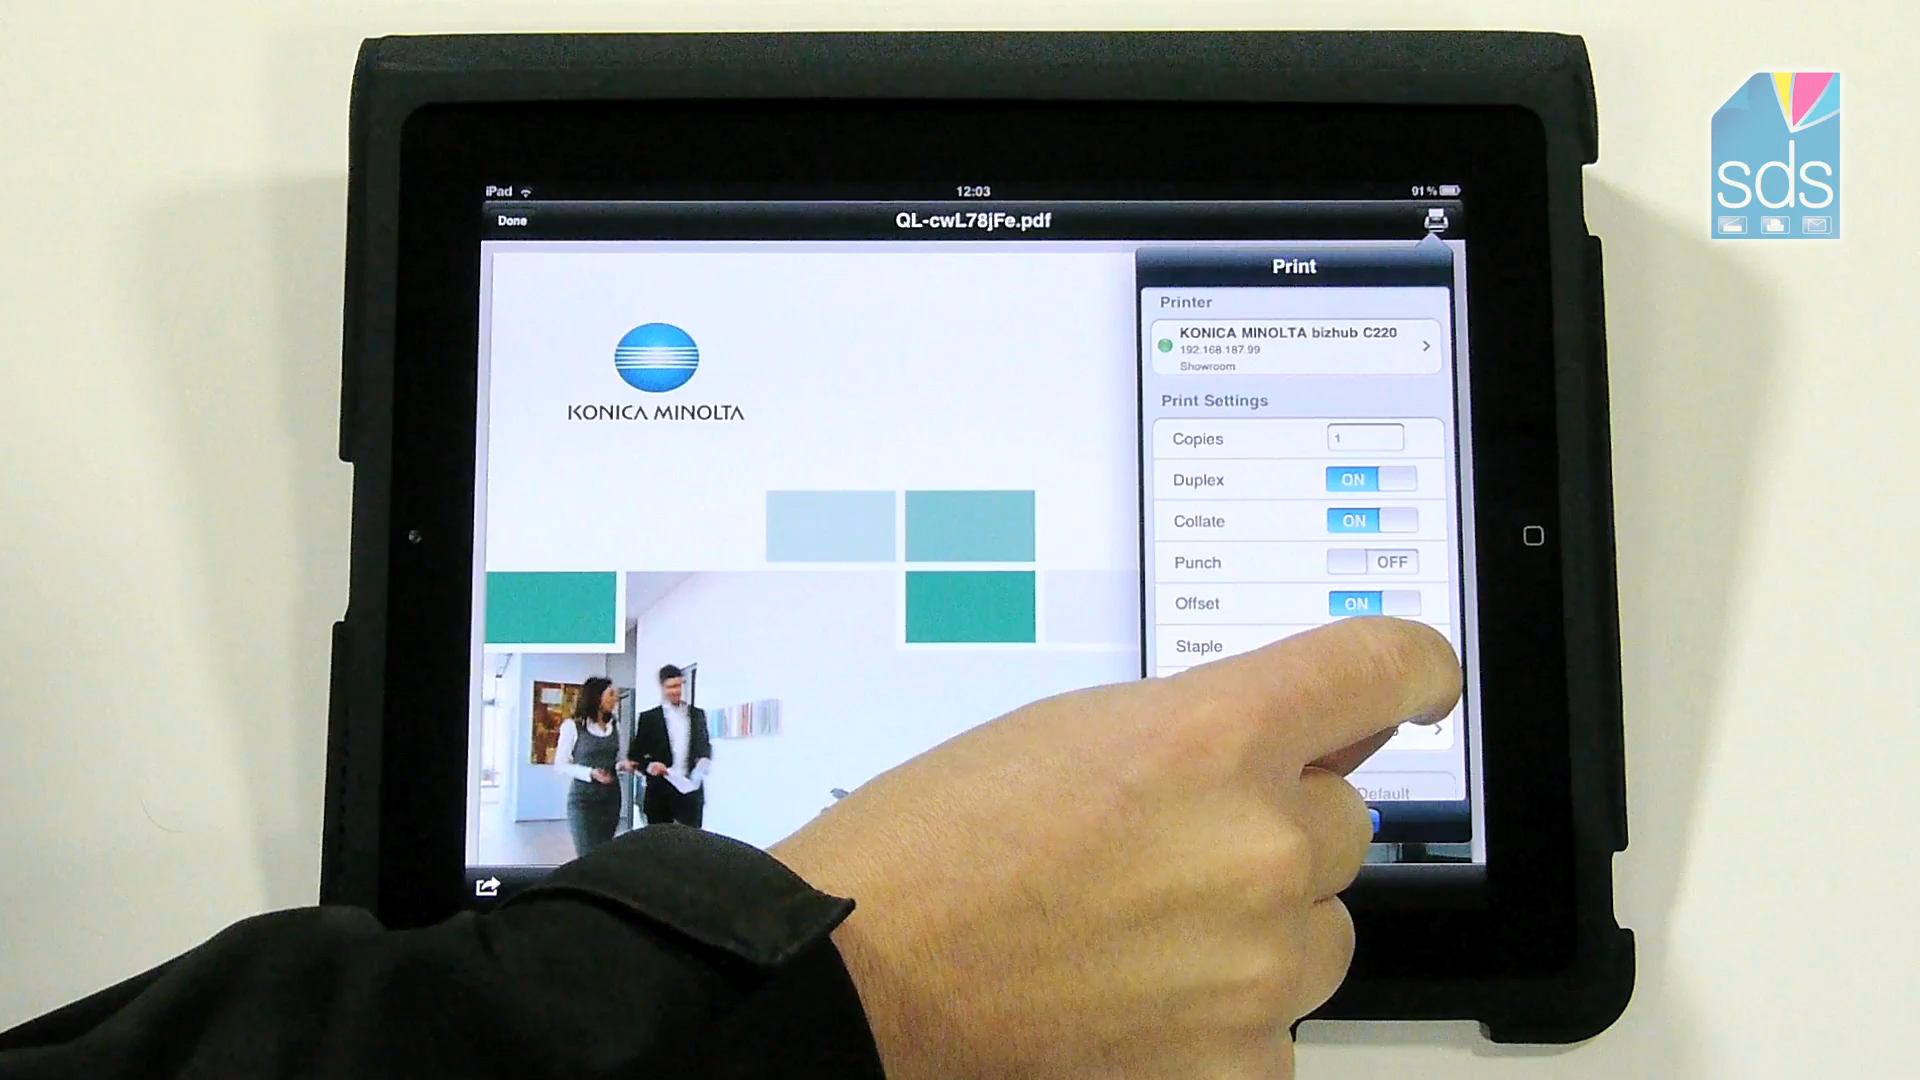 sds
iPad 12:03 91%
Done QL-cwL78jFe.pdf
Print
Printer
KONICA MINOLTA bizhub C220
192.168.187.99
Showroom
Print Settings
Copies 1
Duplex ON
Collate ON
Punch OFF
Offset ON
Staple
Default
KONICA MINOLTA